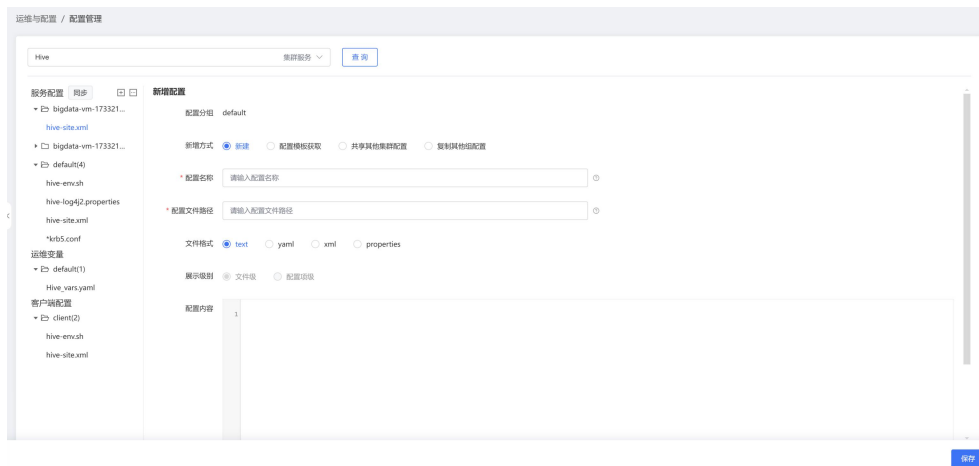 运维与配置 / 配置管理
Hive 集群服务 查 询
服务配置 同步
bigdata-vm-173321...
hive-site.xml
bigdata-vm-173321...
default(4)
hive-env.sh
hive-log4j2.properties
hive-site.xml
*krb5.conf
运维变量
default(1)
Hive_vars.yaml
客户端配置
client(2)
hive-env.sh
hive-site.xml
新增配置
配置分组 default
新增方式 新建 配置模板获取 共享其他集群配置 复制其他组配置
* 配置名称 请输入配置名称
* 配置文件路径 请输入配置文件路径
文件格式 text yaml xml properties
展示级别 文件级 配置项级
配置内容
1
保存